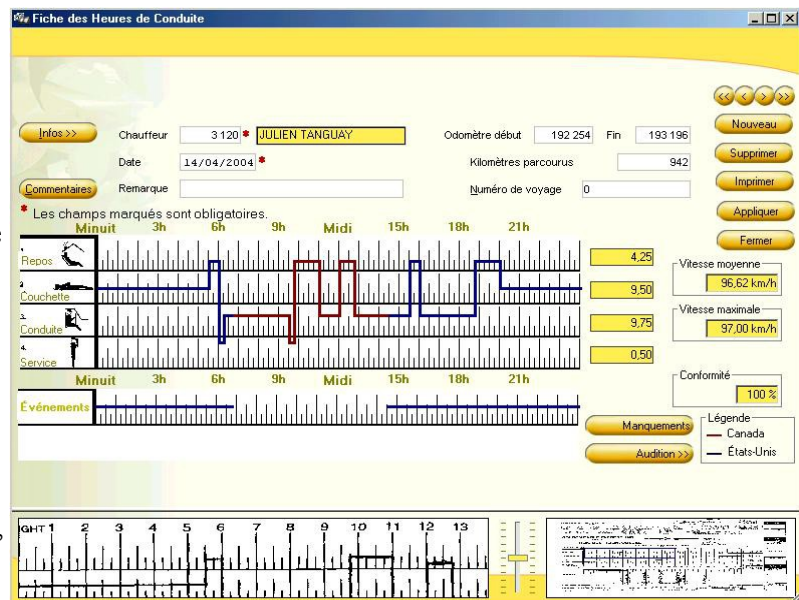 Fiche des Heures de Conduite
Infos >>
Chauffeur 3 120 * JULIEN TANGUAY
Odomètre début 192 254 Fin 193 196
Nouveau
Date 14/04/2004 *
Kilomètres parcourus 942
Supprimer
Commentaires
Remarque
Numéro de voyage 0
Imprimer
* Les champs marqués sont obligatoires.
Appliquer
Fermer
Minuit 3h 6h 9h Midi 15h 18h 21h
1. Repos 4,25
2. Couchette 9,50
3. Conduite 9,75
4. Service 0,50
Vitesse moyenne
96,62 km/h
Vitesse maximale
97,00 km/h
Minuit 3h 6h 9h Midi 15h 18h 21h
Conformité
100 %
Événements
Manquements
Audition >>
Légende
Canada
États-Unis
IGHT 1 2 3 4 5 6 7 8 9 10 11 12 13